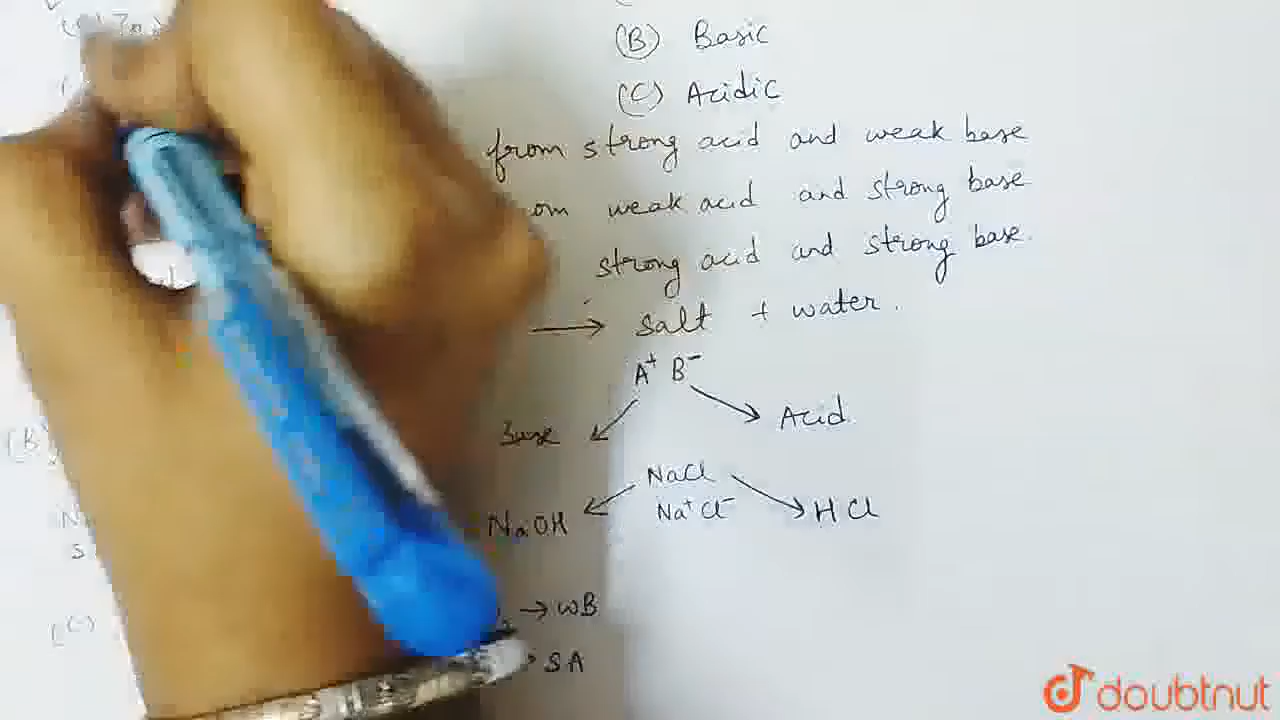 (B) Basic
(C) Acidic
from strong acid and weak base
om weak acid and strong base
strong acid and strong base.
→ Salt + water.
A⁺ B⁻
Base Acid
NaCl
NaOH Na⁺Cl⁻ HCl
(B)
→ WB
(C)
SA
doubtnut